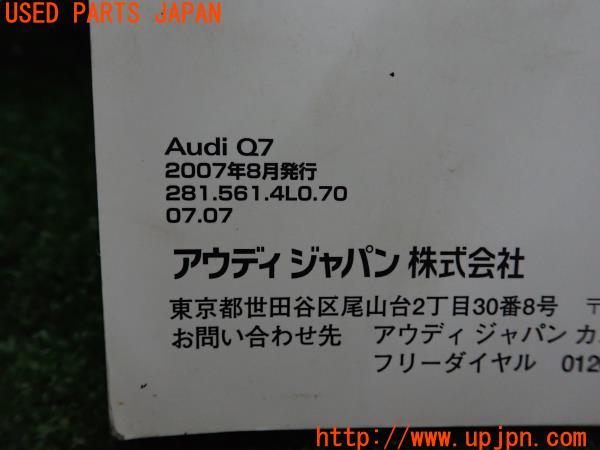 USED PARTS JAPAN
Audi Q7
2007年8月発行
281.561.4L0.70
07.07
アウディ ジャパン 株式会社
東京都世田谷区尾山台2丁目30番8号 〒
お問い合わせ先 アウディ ジャパン カ
フリーダイヤル 012
http://www.upjpn.com/